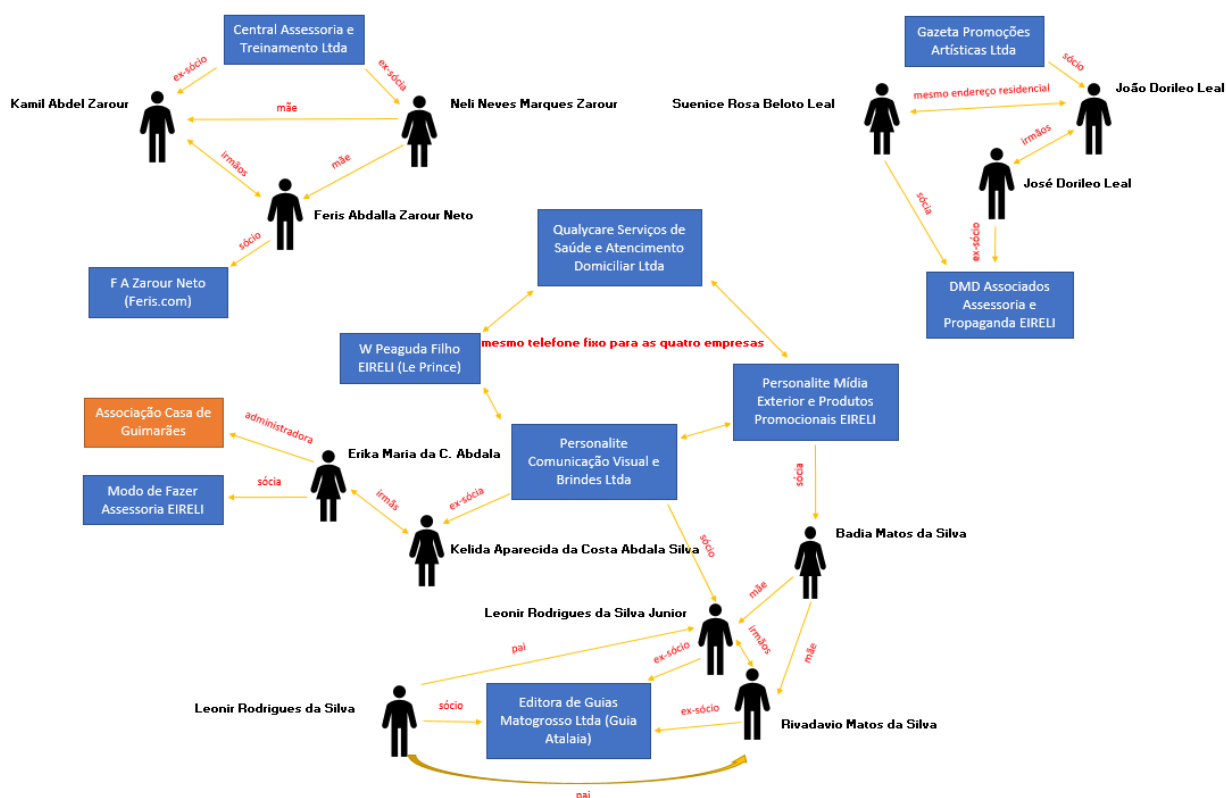 Central Assessoria e
Treinamento Ltda
ex-sócio
ex-sócia
Kamil Abdel Zarour
mãe
Neli Neves Marques Zarour
irmãos
mãe
Feris Abdalla Zarour Neto
sócio
F A Zarour Neto
(Feris.com)
Gazeta Promoções
Artísticas Ltda
sócio
João Dorileo Leal
mesmo endereço residencial
Suenice Rosa Beloto Leal
irmãos
José Dorileo Leal
sócia
ex-sócio
DMD Associados
Assessoria e
Propaganda EIRELI
Qualycare Serviços de
Saúde e Atencimento
Domiciliar Ltda
mesmo telefone fixo para as quatro empresas
W Peaguda Filho
EIRELI (Le Prince)
Personalite Mídia
Exterior e Produtos
Promocionais EIRELI
Associação Casa de
Guimarães
administradora
Erika Maria da C. Abdala
Personalite
Comunicação Visual e
Brindes Ltda
Modo de Fazer
Assessoria EIRELI
sócia
irmãs
ex-sócia
sócia
Kelida Aparecida da Costa Abdala Silva
sócio
Badia Matos da Silva
mãe
Leonir Rodrigues da Silva Junior
pai
ex-sócio
irmãos
mãe
Leonir Rodrigues da Silva
sócio
Editora de Guias
Matogrosso Ltda (Guia
Atalaia)
ex-sócio
Rivadavio Matos da Silva
pai